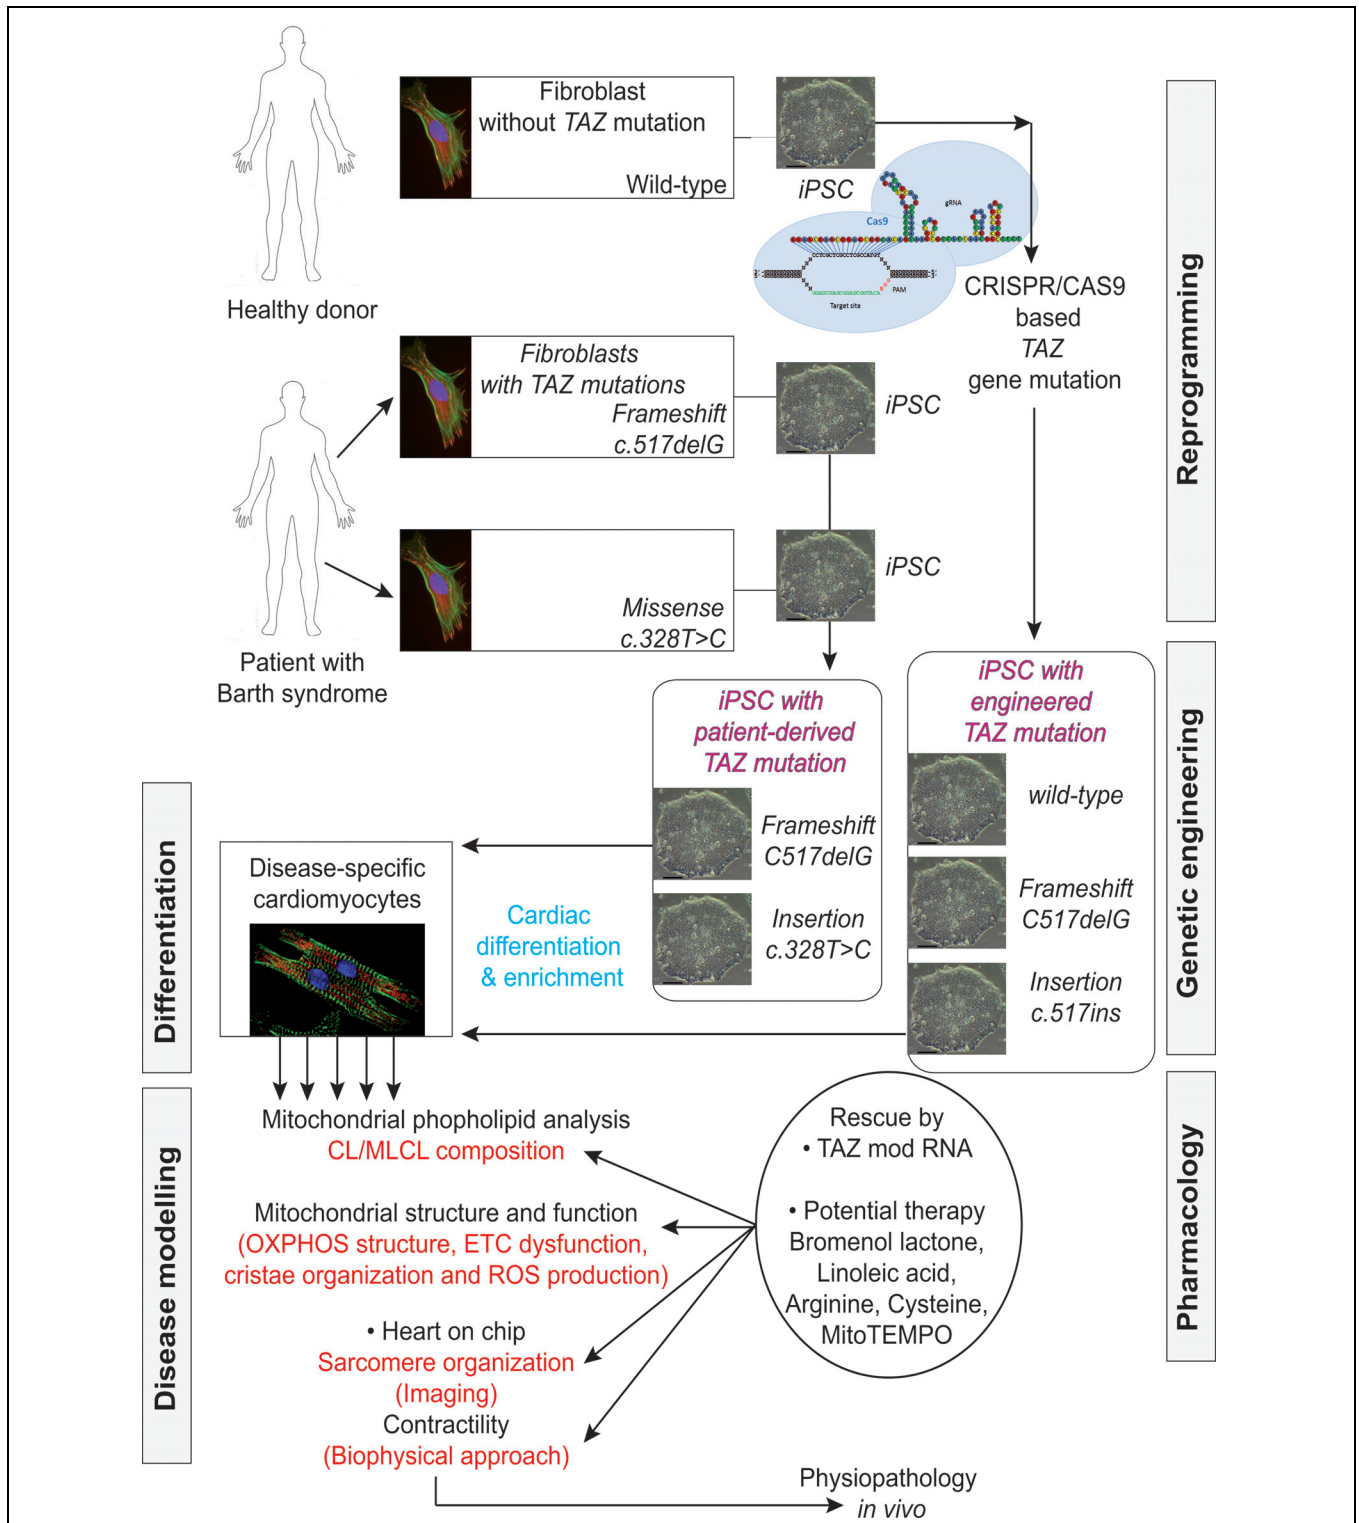 Fibroblast
without TAZ mutation
Wild-type
iPSC
gRNA
Cas9
CCTCGCTCGCCTCGCCATGT
GGAGCGAGCGGAGCGGTACA
PAM
Target site
Healthy donor
CRISPR/CAS9
based
TAZ
gene mutation
Reprogramming
Fibroblasts
with TAZ mutations
Frameshift
c.517delG
iPSC
Missense
c.328T>C
iPSC
Patient with
Barth syndrome
iPSC with
patient-derived
TAZ mutation
Frameshift
C517delG
Insertion
c.328T>C
iPSC with
engineered
TAZ mutation
wild-type
Frameshift
C517delG
Insertion
c.517ins
Genetic engineering
Differentiation
Disease-specific
cardiomyocytes
Cardiac
differentiation
& enrichment
Disease modelling
Mitochondrial phopholipid analysis
CL/MLCL composition
Mitochondrial structure and function
(OXPHOS structure, ETC dysfunction,
cristae organization and ROS production)
• Heart on chip
Sarcomere organization
(Imaging)
Contractility
(Biophysical approach)
Rescue by
• TAZ mod RNA
• Potential therapy
Bromenol lactone,
Linoleic acid,
Arginine, Cysteine,
MitoTEMPO
Pharmacology
Physiopathology
in vivo